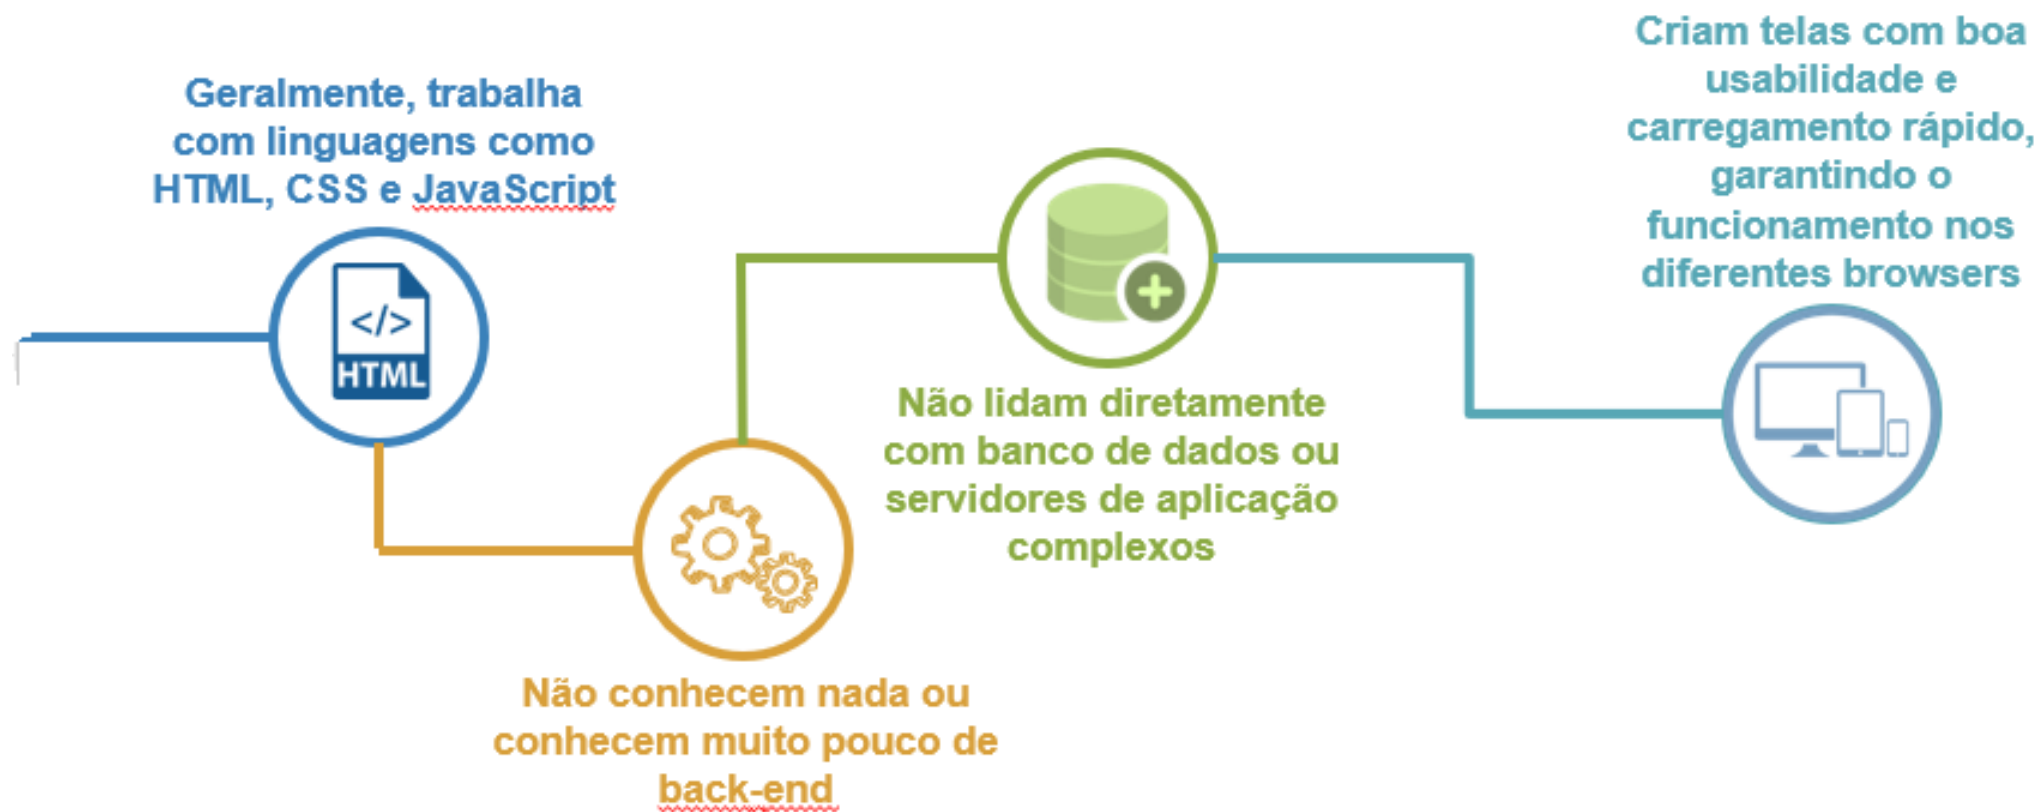 Geralmente, trabalha
com linguagens como
HTML, CSS e JavaScript
</>
HTML
Não conhecem nada ou
conhecem muito pouco de
back-end
Não lidam diretamente
com banco de dados ou
servidores de aplicação
complexos
Criam telas com boa
usabilidade e
carregamento rápido,
garantindo o
funcionamento nos
diferentes browsers